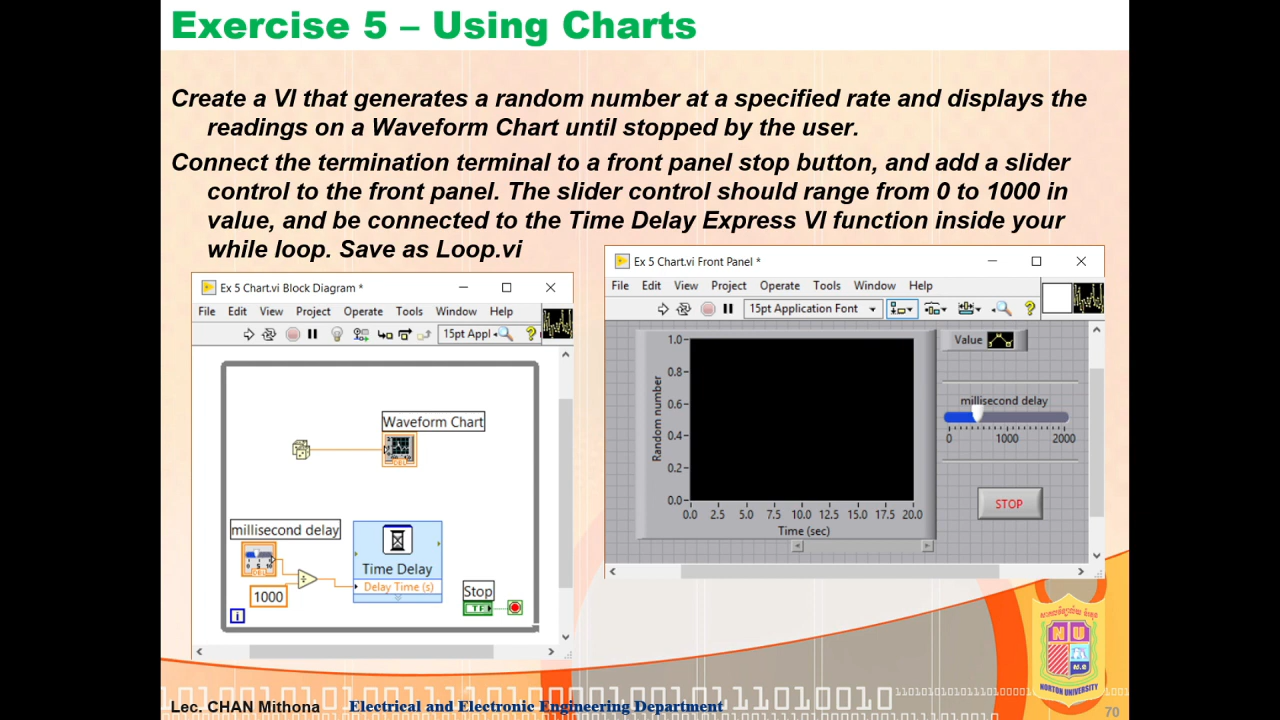 Exercise 5 – Using Charts
Create a VI that generates a random number at a specified rate and displays the
readings on a Waveform Chart until stopped by the user.
Connect the termination terminal to a front panel stop button, and add a slider
control to the front panel. The slider control should range from 0 to 1000 in
value, and be connected to the Time Delay Express VI function inside your
while loop. Save as Loop.vi
Ex 5 Chart.vi Block Diagram *
File Edit View Project Operate Tools Window Help
15pt Appl
Waveform Chart
DBL
millisecond delay
DBL
1000
Time Delay
Delay Time (s)
Stop
TF
i
Ex 5 Chart.vi Front Panel *
File Edit View Project Operate Tools Window Help
15pt Application Font
Value
1.0
0.8
0.6
0.4
0.2
0.0
Random number
0.0 2.5 5.0 7.5 10.0 12.5 15.0 17.5 20.0
Time (sec)
millisecond delay
0 1000 2000
STOP
NU
NORTON UNIVERSITY
Lec. CHAN Mithona
Electrical and Electronic Engineering Department
70